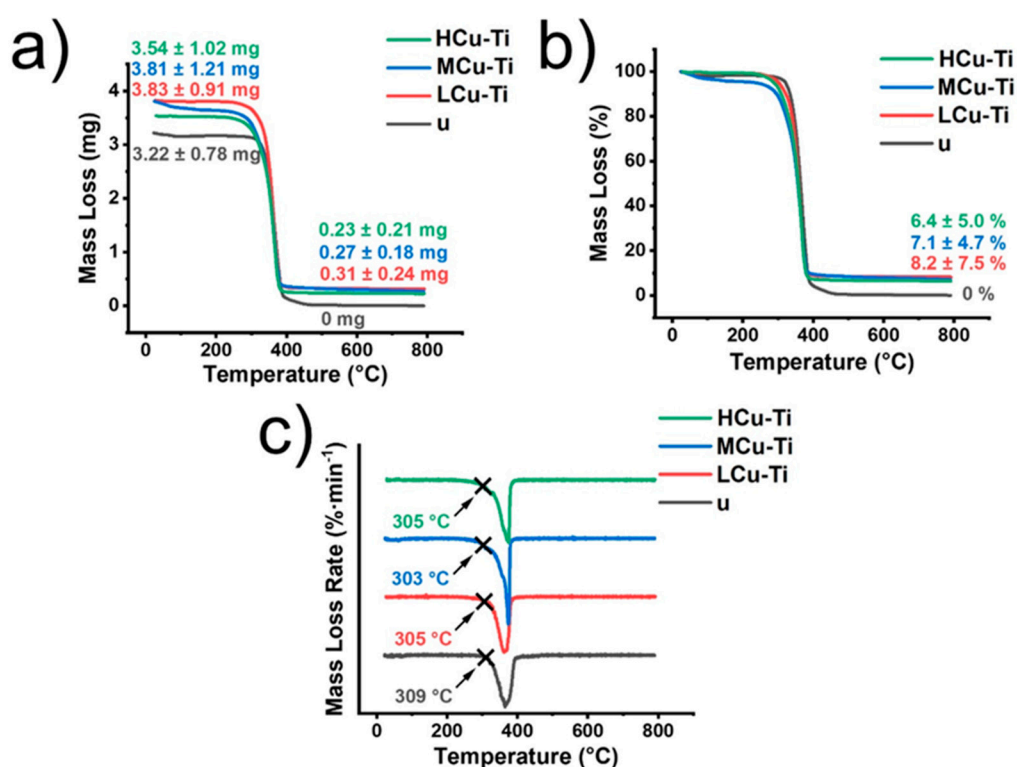 a)
3.54 ± 1.02 mg
3.81 ± 1.21 mg
3.83 ± 0.91 mg
3.22 ± 0.78 mg
HCu-Ti
MCu-Ti
LCu-Ti
u
0.23 ± 0.21 mg
0.27 ± 0.18 mg
0.31 ± 0.24 mg
0 mg
Mass Loss (mg)
4
3
2
1
0
0 200 400 600 800
Temperature (°C)
b)
HCu-Ti
MCu-Ti
LCu-Ti
u
6.4 ± 5.0 %
7.1 ± 4.7 %
8.2 ± 7.5 %
0 %
Mass Loss (%)
100
80
60
40
20
0
0 200 400 600 800
Temperature (°C)
c)
HCu-Ti
MCu-Ti
LCu-Ti
u
305 °C
303 °C
305 °C
309 °C
Mass Loss Rate (%·min⁻¹)
0 200 400 600 800
Temperature (°C)